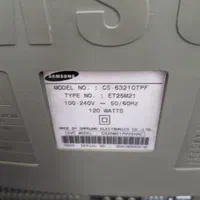 SAMSUNG
MODEL NO. : CS-6321OTPF
TYPE NO. : ET25M21
100-240V ~ 50/60Hz
120 WATTS
MADE BY SAMSUNG ELECTRONICS CO., LTD.